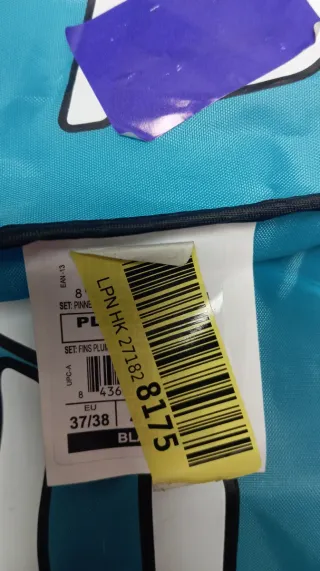 EAN-13
8
SET: PINNE
PL
SET: FINS PLUM
UPC-A
8 436
EU
37/38
BL
LPN HK 27182 8175